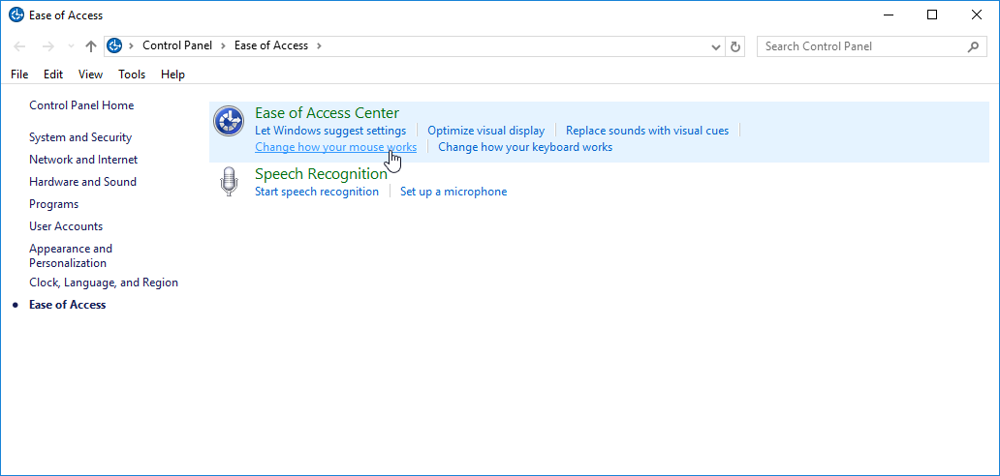 Ease of Access
Control Panel Ease of Access
Search Control Panel
File Edit View Tools Help
Control Panel Home
System and Security
Network and Internet
Hardware and Sound
Programs
User Accounts
Appearance and
Personalization
Clock, Language, and Region
Ease of Access
Ease of Access Center
Let Windows suggest settings Optimize visual display Replace sounds with visual cues
Change how your mouse works Change how your keyboard works
Speech Recognition
Start speech recognition Set up a microphone